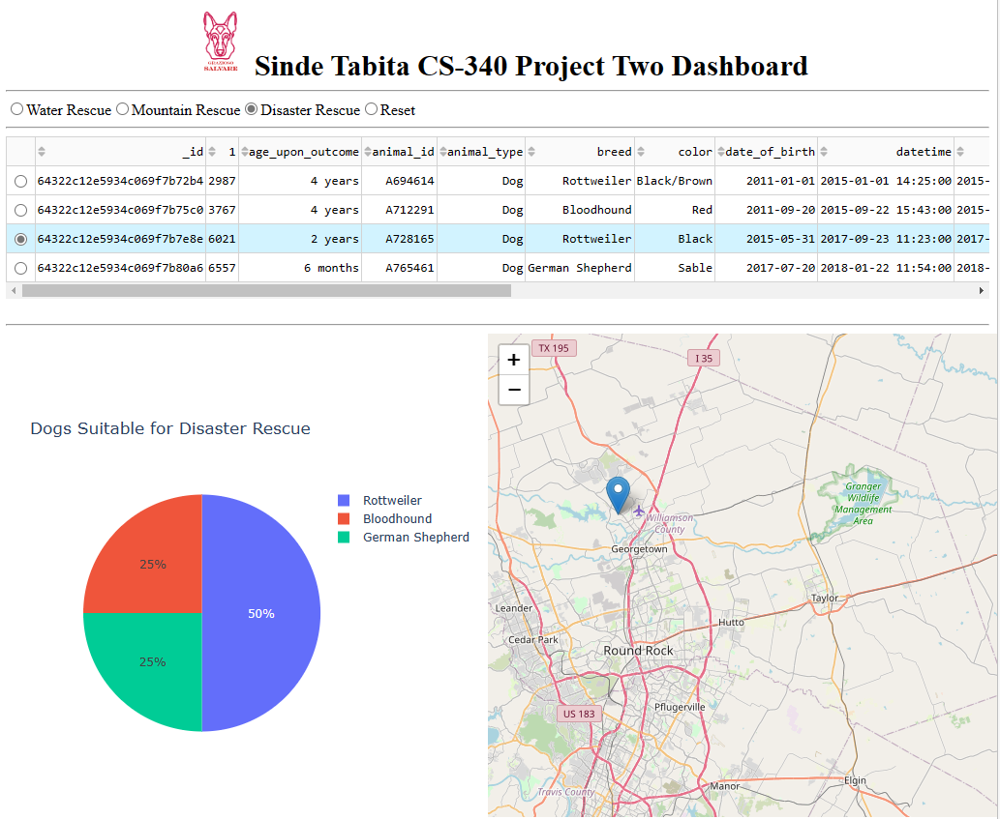 GRAZIOSO
SALVARE
Sinde Tabita CS-340 Project Two Dashboard
Water Rescue Mountain Rescue Disaster Rescue Reset
_id 1 age_upon_outcome animal_id animal_type breed color date_of_birth datetime
64322c12e5934c069f7b72b4 2987 4 years A694614 Dog Rottweiler Black/Brown 2011-01-01 2015-01-01 14:25:00 2015-
64322c12e5934c069f7b75c0 3767 4 years A712291 Dog Bloodhound Red 2011-09-20 2015-09-22 15:43:00 2015-
64322c12e5934c069f7b7e8e 6021 2 years A728165 Dog Rottweiler Black 2015-05-31 2017-09-23 11:23:00 2017-
64322c12e5934c069f7b80a6 6557 6 months A765461 Dog German Shepherd Sable 2017-07-20 2018-01-22 11:54:00 2018-
Dogs Suitable for Disaster Rescue
Rottweiler
Bloodhound
German Shepherd
25%
50%
25%
+
−
TX 195
I 35
Granger
Wildlife
Management
Area
Williamson
County
Georgetown
Leander
Taylor
Hutto
Cedar Park
Round Rock
Pflugerville
US 183
Manor
Elgin
Travis County